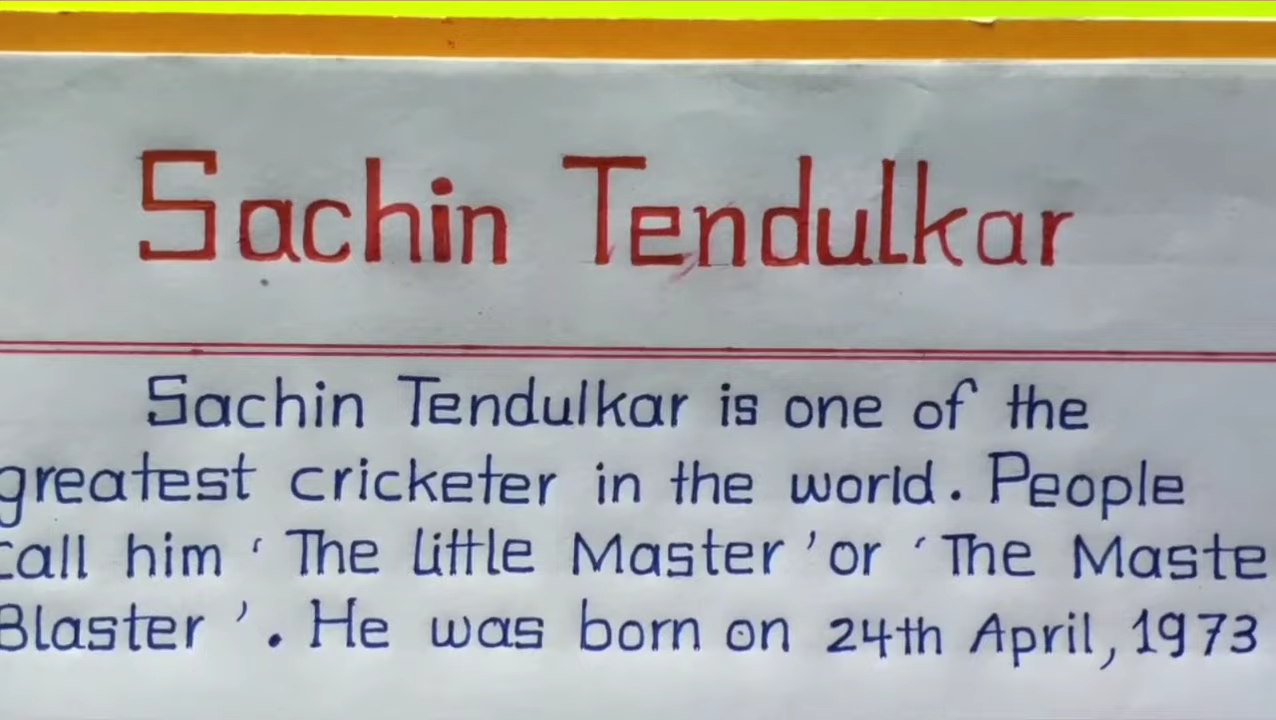 Sachin Tendulkar
Sachin Tendulkar is one of the
greatest cricketer in the world. People
call him ‘ The little Master ’ or ‘ The Maste
Blaster ’. He was born on 24th April, 1973